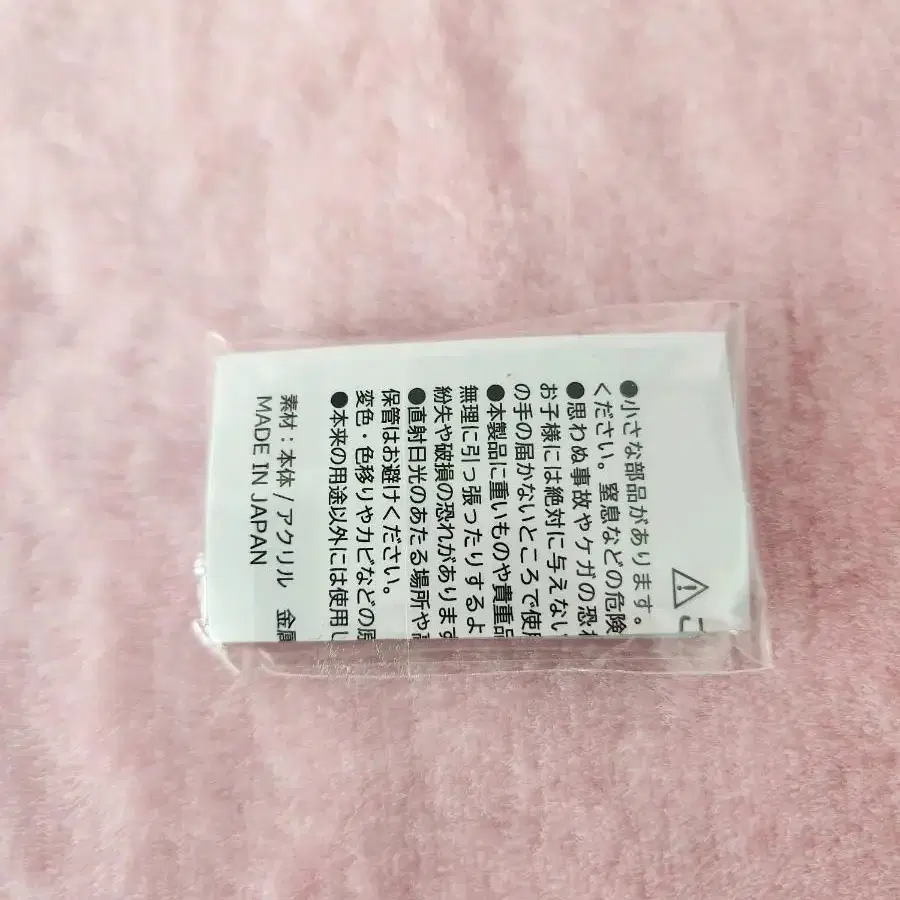 ⚠
●小さな部品があります。
ください。窒息などの危険
●思わぬ事故やケガの恐れ
お子様には絶対に与えない
の手の届かないところで使用
●本製品に重いものや貴重品
無理に引っ張ったりするよ
紛失や破損の恐れがあります
●直射日光のあたる場所や
保管はお避けください。
変色・色移りやカビなどの原
●本来の用途以外には使用し
素材：本体/アクリル 金属
MADE IN JAPAN